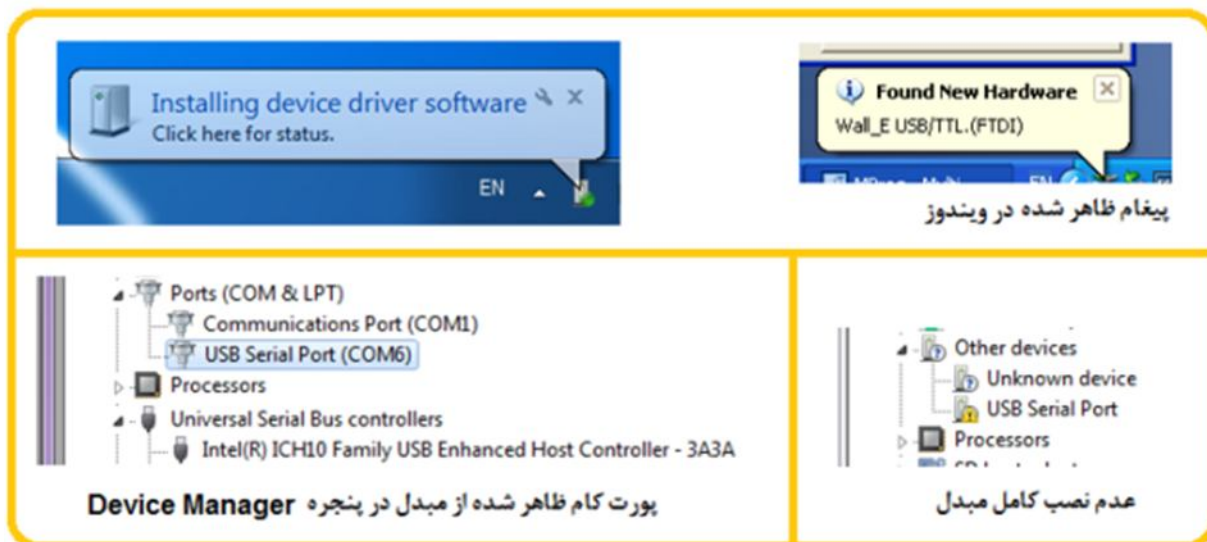 Installing device driver software
Click here for status.
EN
Found New Hardware
Wall_E USB/TTL.(FTDI)
EN
پیغام ظاهر شده در ویندوز
Ports (COM & LPT)
Communications Port (COM1)
USB Serial Port (COM6)
Processors
Universal Serial Bus controllers
Intel(R) ICH10 Family USB Enhanced Host Controller - 3A3A
پورت کام ظاهر شده از مبدل در پنجره Device Manager
Other devices
Unknown device
USB Serial Port
Processors
عدم نصب کامل مبدل